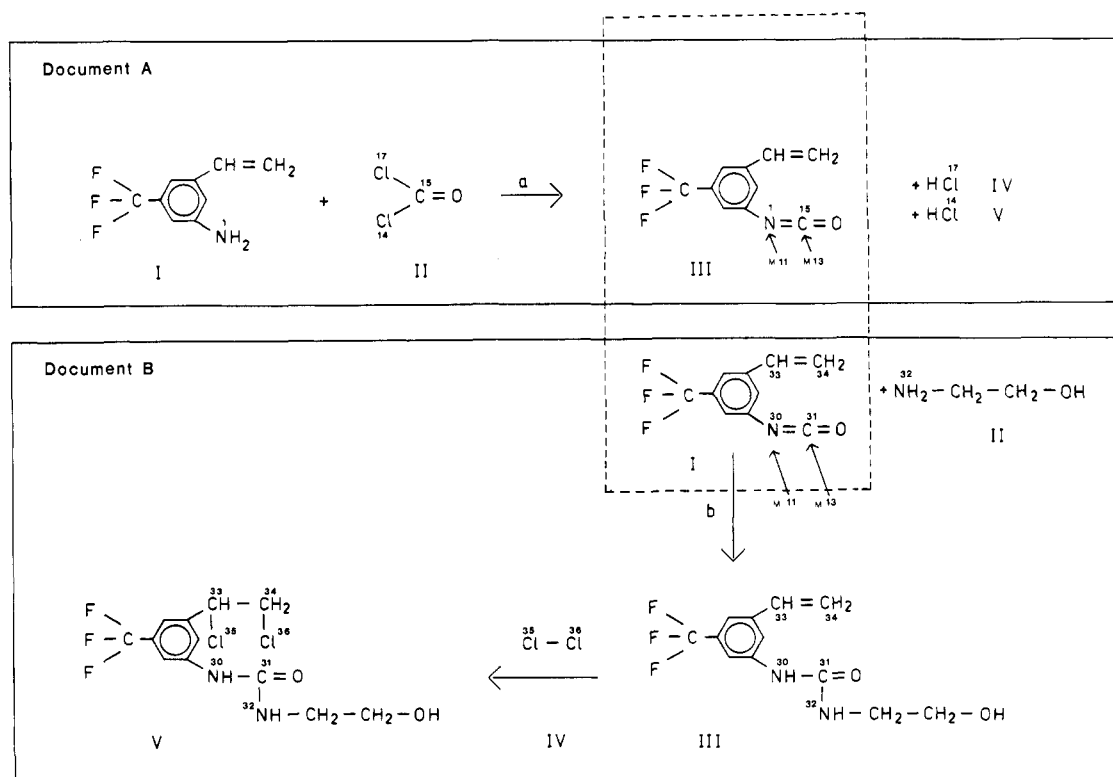 Document A
F F F C CH=CH₂ 1 NH₂
I
+
17 Cl 15 C=O Cl 14
II
a
F F F C CH=CH₂ 1 N=C=O 15
M 11 M 13
III
+ HCl 17 IV
+ HCl 14 V
Document B
F F F C CH=CH₂ 33 34
30 N=C=O 31
I
M 11 M 13
+ 32 NH₂-CH₂-CH₂-OH
II
b
33 CH-CH₂ 34
F F F C Cl 35 Cl 36
30 NH-C=O 31
32 NH-CH₂-CH₂-OH
V
35 Cl-Cl 36
IV
F F F C CH=CH₂ 33 34
30 NH-C=O 31
32 NH-CH₂-CH₂-OH
III